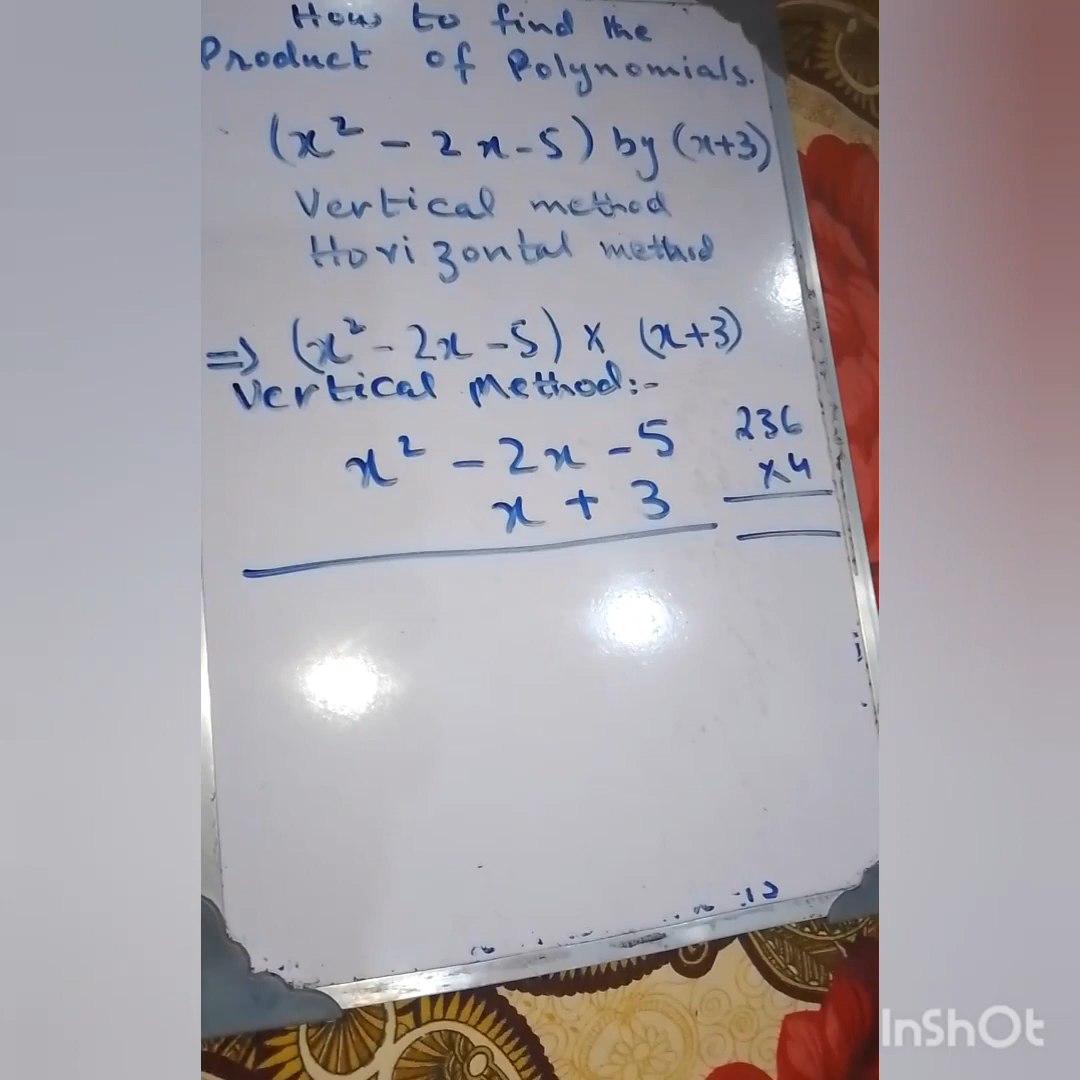 How to find the
Product of Polynomials.
(x² - 2x - 5) by (x+3)
Vertical method
Horizontal method
⇒ (x² - 2x - 5) × (x+3)
Vertical Method:-
x² - 2x - 5
x + 3
236
×4
InShOt